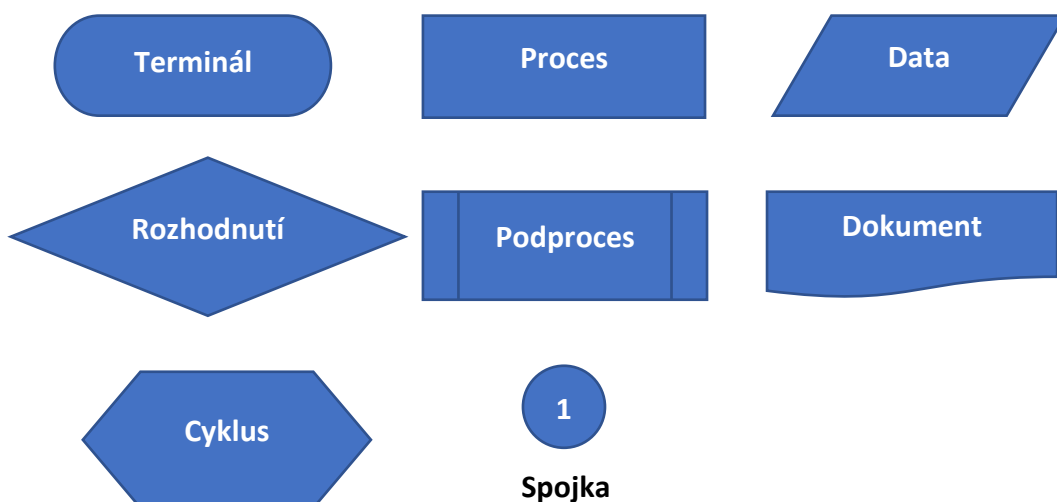 Terminál
Proces
Data
Rozhodnutí
Podproces
Dokument
Cyklus
1
Spojka